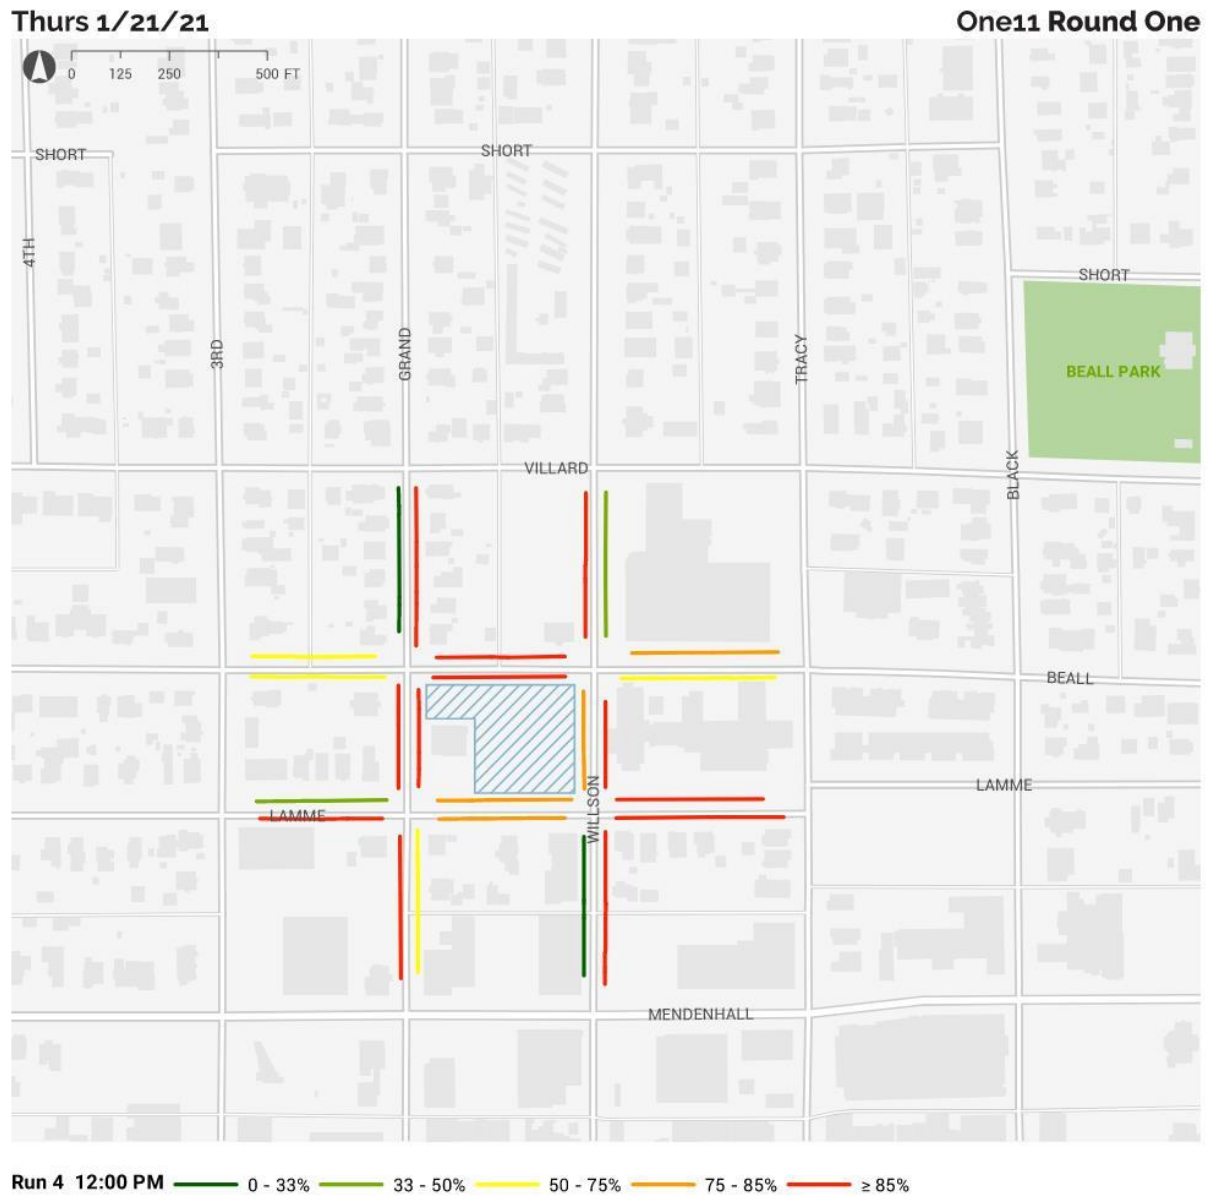 Thurs 1/21/21
One11 Round One
0 125 250 500 FT
SHORT
SHORT
4TH
SHORT
3RD
GRAND
TRACY
BEALL PARK
VILLARD
BLACK
BEALL
LAMME
WILLSON
LAMME
MENDENHALL
Run 4 12:00 PM 0 - 33% 33 - 50% 50 - 75% 75 - 85% ≥ 85%